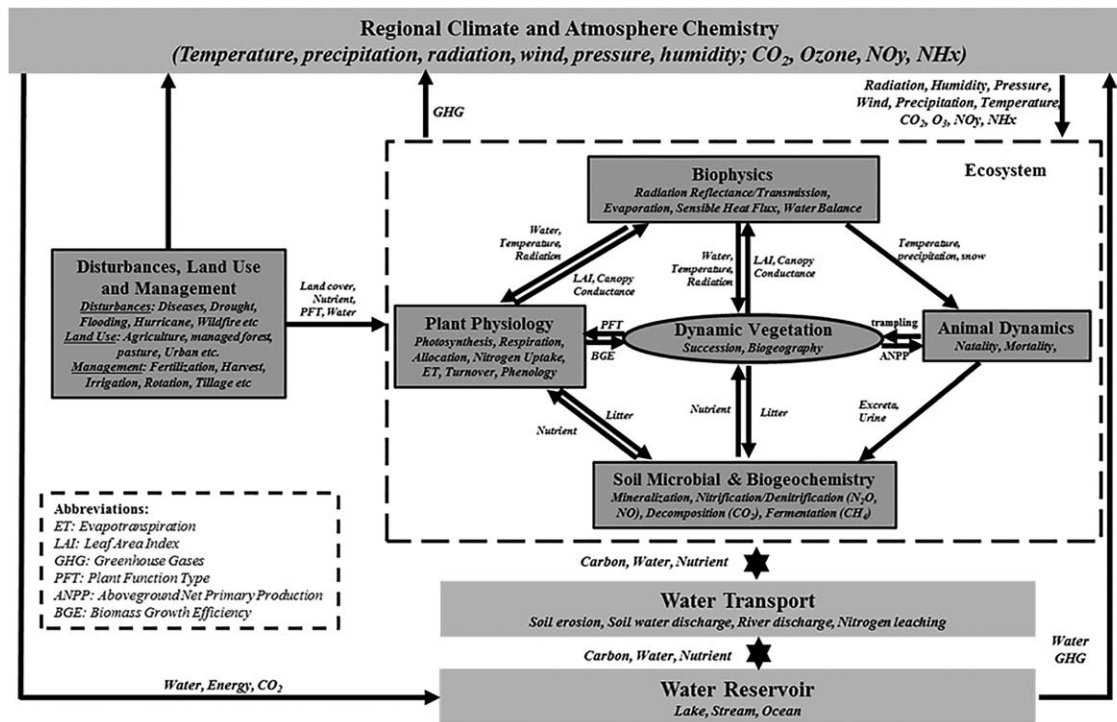 Regional Climate and Atmosphere Chemistry
(Temperature, precipitation, radiation, wind, pressure, humidity; CO₂, Ozone, NOy, NHx)
GHG
Radiation, Humidity, Pressure,
Wind, Precipitation, Temperature,
CO₂, O₃, NOy, NHx
Ecosystem
Biophysics
Radiation Reflectance/Transmission,
Evaporation, Sensible Heat Flux, Water Balance
Water,
Temperature,
Radiation
LAI, Canopy
Conductance
Water,
Temperature,
Radiation
LAI, Canopy
Conductance
Temperature,
precipitation, snow
Disturbances, Land Use
and Management
Disturbances: Diseases, Drought,
Flooding, Hurricane, Wildfire etc
Land Use: Agriculture, managed forest,
pasture, Urban etc.
Management: Fertilization, Harvest,
Irrigation, Rotation, Tillage etc
Land cover,
Nutrient,
PFT, Water
Plant Physiology
Photosynthesis, Respiration,
Allocation, Nitrogen Uptake,
ET, Turnover, Phenology
PFT
BGE
Dynamic Vegetation
Succession, Biogeography
trampling
ANPP
Animal Dynamics
Natality, Mortality,
Litter
Nutrient
Nutrient
Litter
Excreta,
Urine
Soil Microbial & Biogeochemistry
Mineralization, Nitrification/Denitrification (N₂O,
NO), Decomposition (CO₂), Fermentation (CH₄)
Abbreviations:
ET: Evapotranspiration
LAI: Leaf Area Index
GHG: Greenhouse Gases
PFT: Plant Function Type
ANPP: Aboveground Net Primary Production
BGE: Biomass Growth Efficiency
Carbon, Water, Nutrient
Water Transport
Soil erosion, Soil water discharge, River discharge, Nitrogen leaching
Carbon, Water, Nutrient
Water
GHG
Water, Energy, CO₂
Water Reservoir
Lake, Stream, Ocean